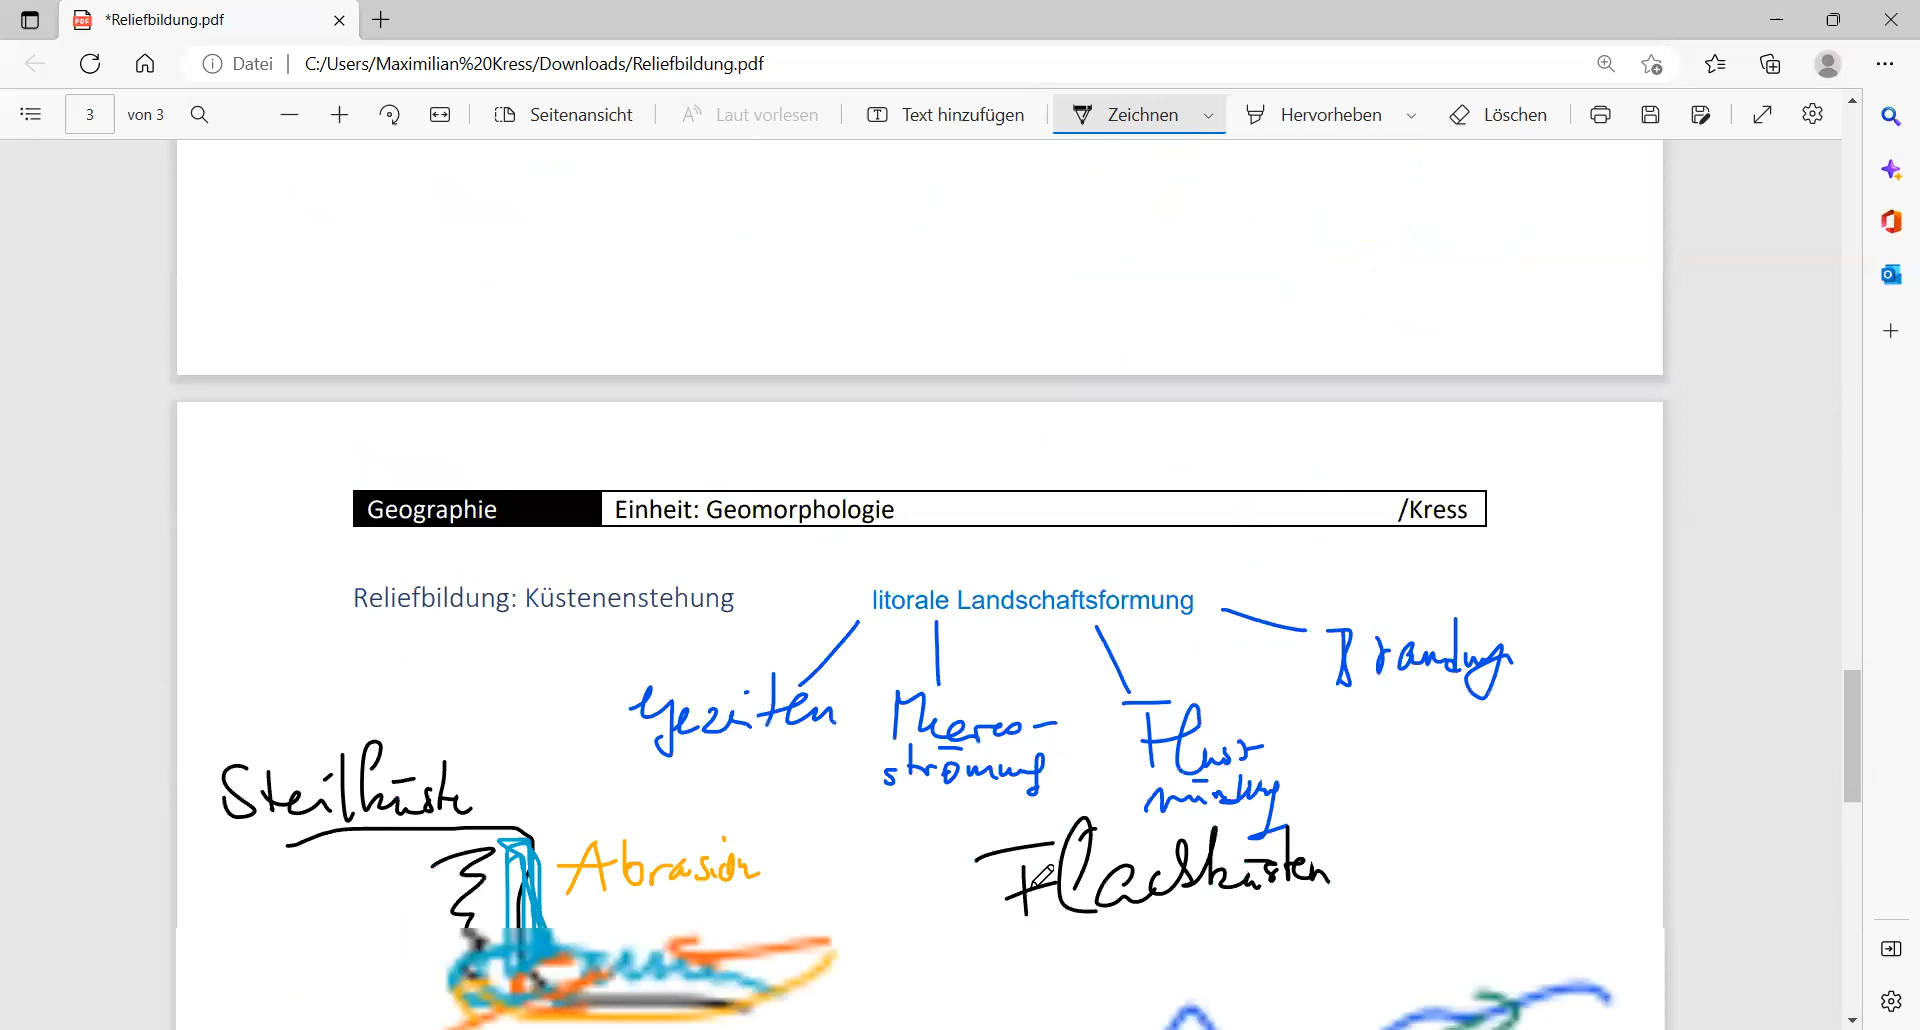 *Reliefbildung.pdf
Datei | C:/Users/Maximilian%20Kress/Downloads/Reliefbildung.pdf
3 von 3 Seitenansicht Laut vorlesen Text hinzufügen Zeichnen Hervorheben Löschen
Geographie Einheit: Geomorphologie /Kress
Reliefbildung: Küstenenstehung litorale Landschaftsformung
Brandung
Gezeiten Meeres-
strömung
Fluss
mündung
Steilküste
Abrasion Flachküsten